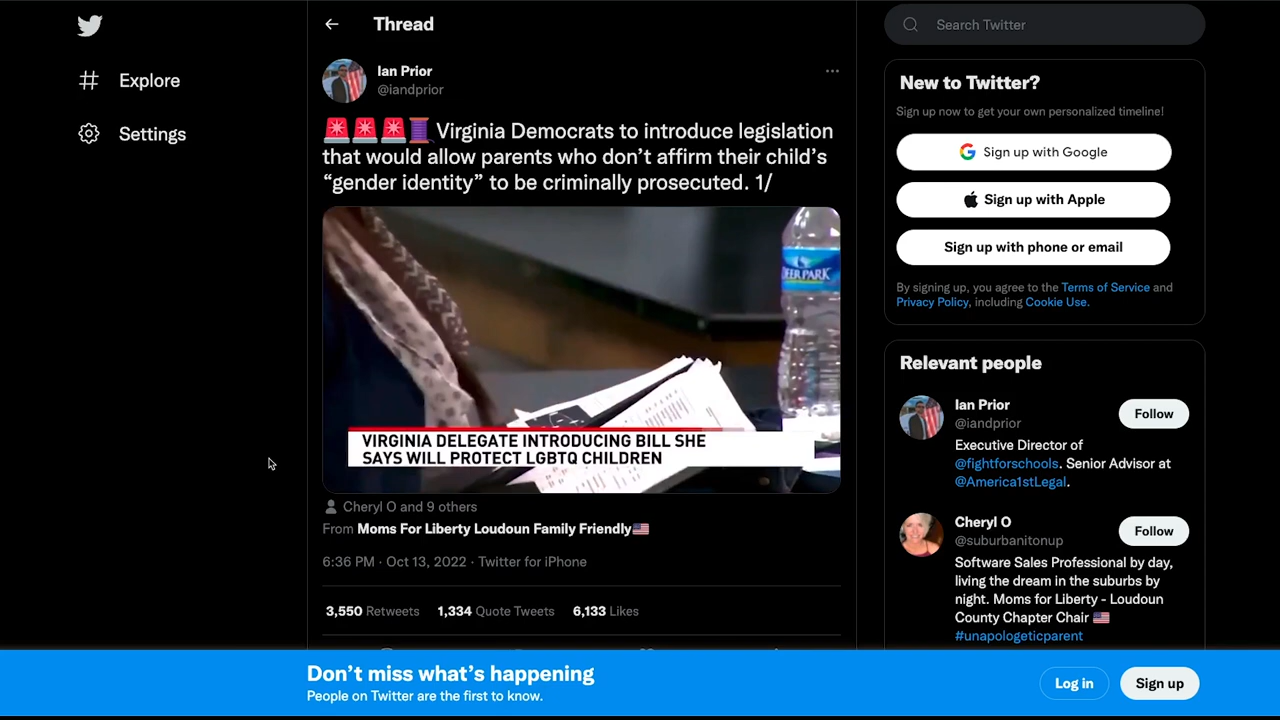 Explore
Settings
Thread
Ian Prior
@iandprior
🚨🚨🚨🧵 Virginia Democrats to introduce legislation
that would allow parents who don’t affirm their child’s
“gender identity” to be criminally prosecuted. 1/
DEER PARK
VIRGINIA DELEGATE INTRODUCING BILL SHE
SAYS WILL PROTECT LGBTQ CHILDREN
Cheryl O and 9 others
From Moms For Liberty Loudoun Family Friendly🇺🇸
6:36 PM · Oct 13, 2022 · Twitter for iPhone
3,550 Retweets 1,334 Quote Tweets 6,133 Likes
Search Twitter
New to Twitter?
Sign up now to get your own personalized timeline!
Sign up with Google
Sign up with Apple
Sign up with phone or email
By signing up, you agree to the Terms of Service and
Privacy Policy, including Cookie Use.
Relevant people
Ian Prior
@iandprior
Follow
Executive Director of
@fightforschools. Senior Advisor at
@America1stLegal.
Cheryl O
@suburbanitonup
Follow
Software Sales Professional by day,
living the dream in the suburbs by
night. Moms for Liberty - Loudoun
County Chapter Chair 🇺🇸
#unapologeticparent
Don’t miss what’s happening
People on Twitter are the first to know.
Log in
Sign up